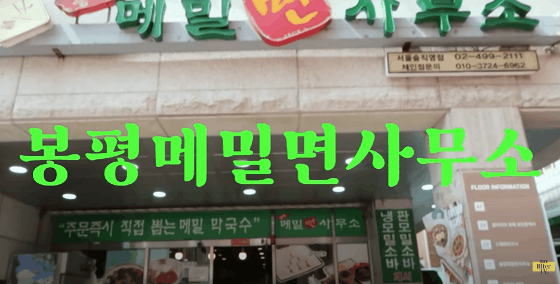 메밀면사무소
서울숲직영점 02-499-2111
체인점문의 010-3724-6962
봉평메밀면사무소
FLOOR INFORMATION
"주문즉시 직접 뽑는 메밀 막국수"
메밀면사무소
냉모밀소바
판모밀소바